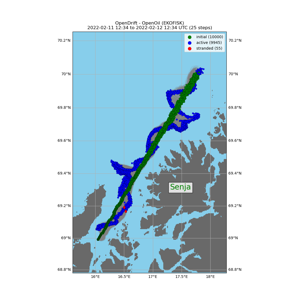 OpenDrift - OpenOil (EKOFISK)
2022-02-11 12:34 to 2022-02-12 12:34 UTC (25 steps)
initial (10000)
active (9945)
stranded (55)
70.2°N 70.2°N
70°N 70°N
69.8°N 69.8°N
69.6°N 69.6°N
69.4°N 69.4°N
Senja
69.2°N 69.2°N
69°N 69°N
68.8°N 68.8°N
16°E 16.5°E 17°E 17.5°E 18°E